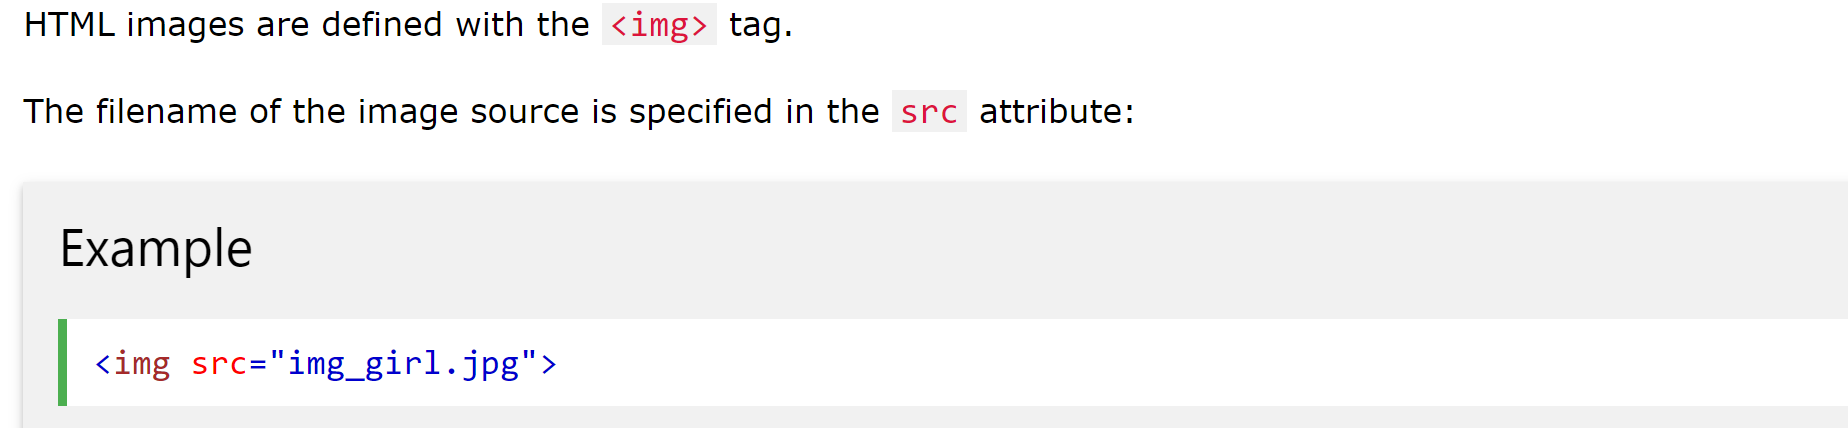 HTML images are defined with the <img> tag.
The filename of the image source is specified in the src attribute:
Example
<img src="img_girl.jpg">